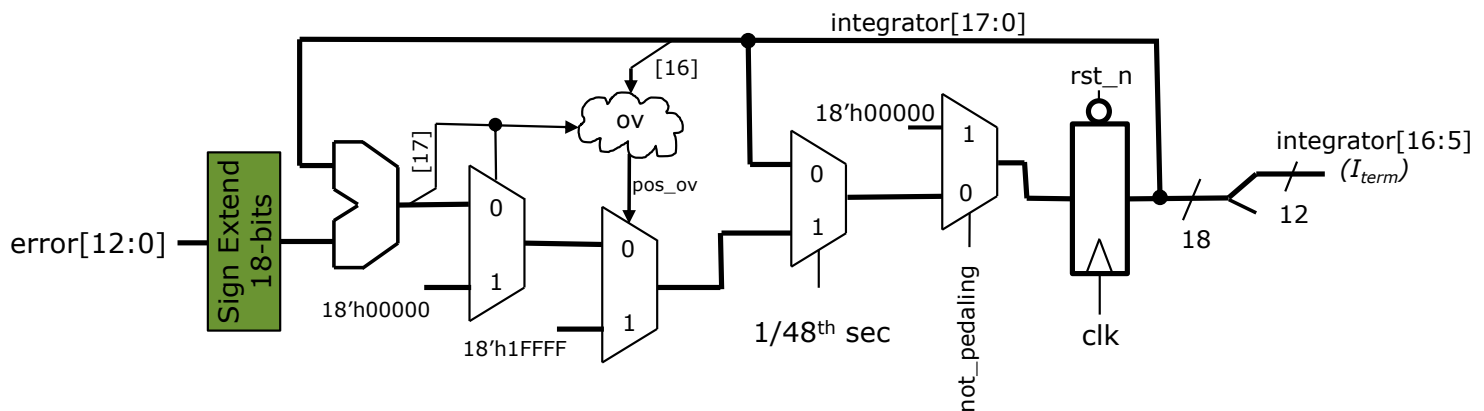 integrator[17:0]
[16]
rst_n
18'h00000
1
ov
[17]
integrator[16:5]
(I_term)
0
pos_ov
0
0
12
Sign Extend
18-bits
error[12:0]
0
1
18
1
18'h00000
1
18'h1FFFF
1/48th sec
not_pedaling
clk